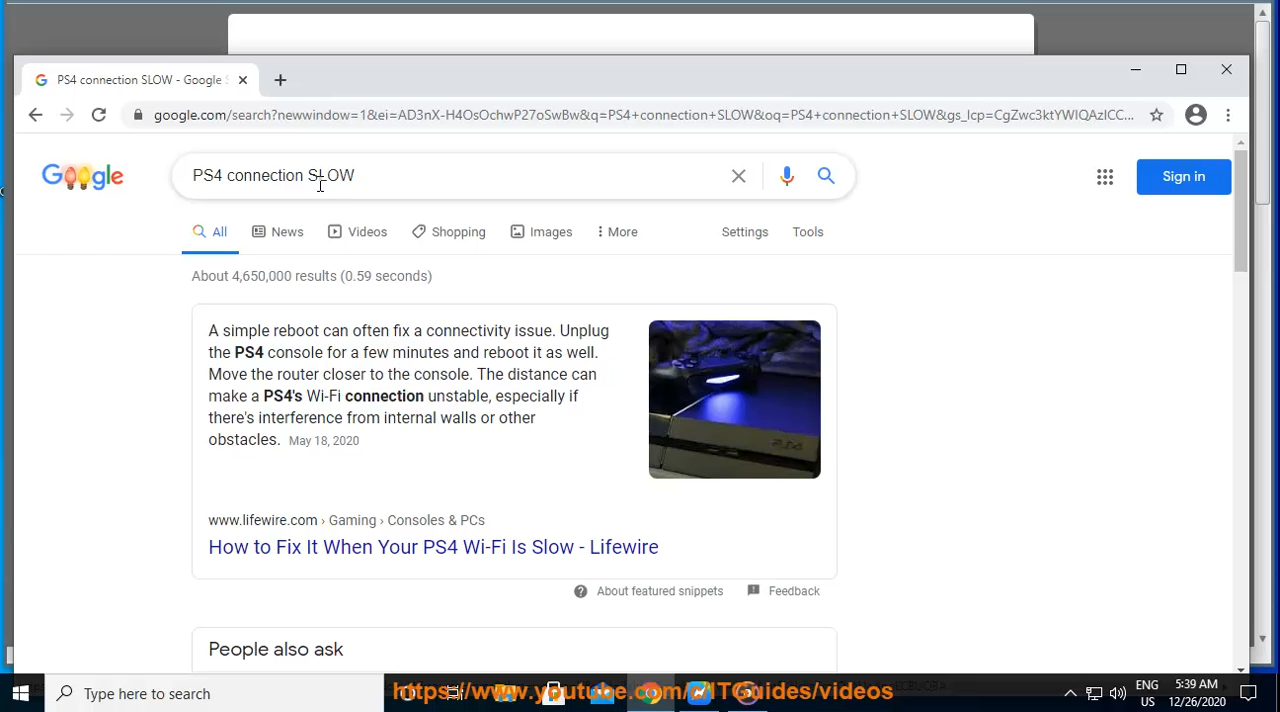 PS4 connection SLOW - Google S
google.com/search?newwindow=1&ei=AD3nX-H4OsOchwP27oSwBw&q=PS4+connection+SLOW&oq=PS4+connection+SLOW&gs_lcp=CgZwc3ktYWIQAzICC...
Google
PS4 connection SLOW
Sign in
All News Videos Shopping Images More Settings Tools
About 4,650,000 results (0.59 seconds)
A simple reboot can often fix a connectivity issue. Unplug
the PS4 console for a few minutes and reboot it as well.
Move the router closer to the console. The distance can
make a PS4's Wi-Fi connection unstable, especially if
there's interference from internal walls or other
obstacles. May 18, 2020
www.lifewire.com › Gaming › Consoles & PCs
How to Fix It When Your PS4 Wi-Fi Is Slow - Lifewire
About featured snippets Feedback
People also ask
Type here to search
https://www.youtube.com/c/ITGuides/videos
ENG
US
5:39 AM
12/26/2020